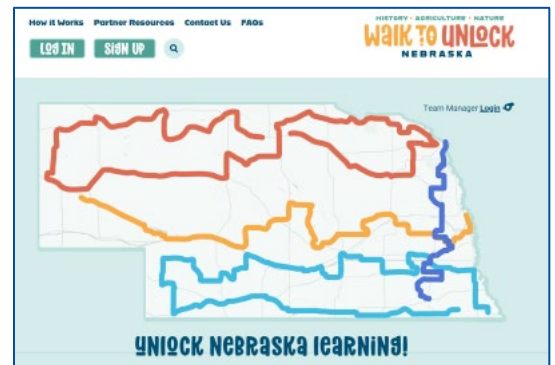 How it Works Partner Resources Contact Us FAQs
HISTORY • AGRICULTURE • NATURE
LOG IN SIGN UP
WALK TO UNLOCK
NEBRASKA
Team Manager Login
UNLOCK NEBRASKA LEARNING!